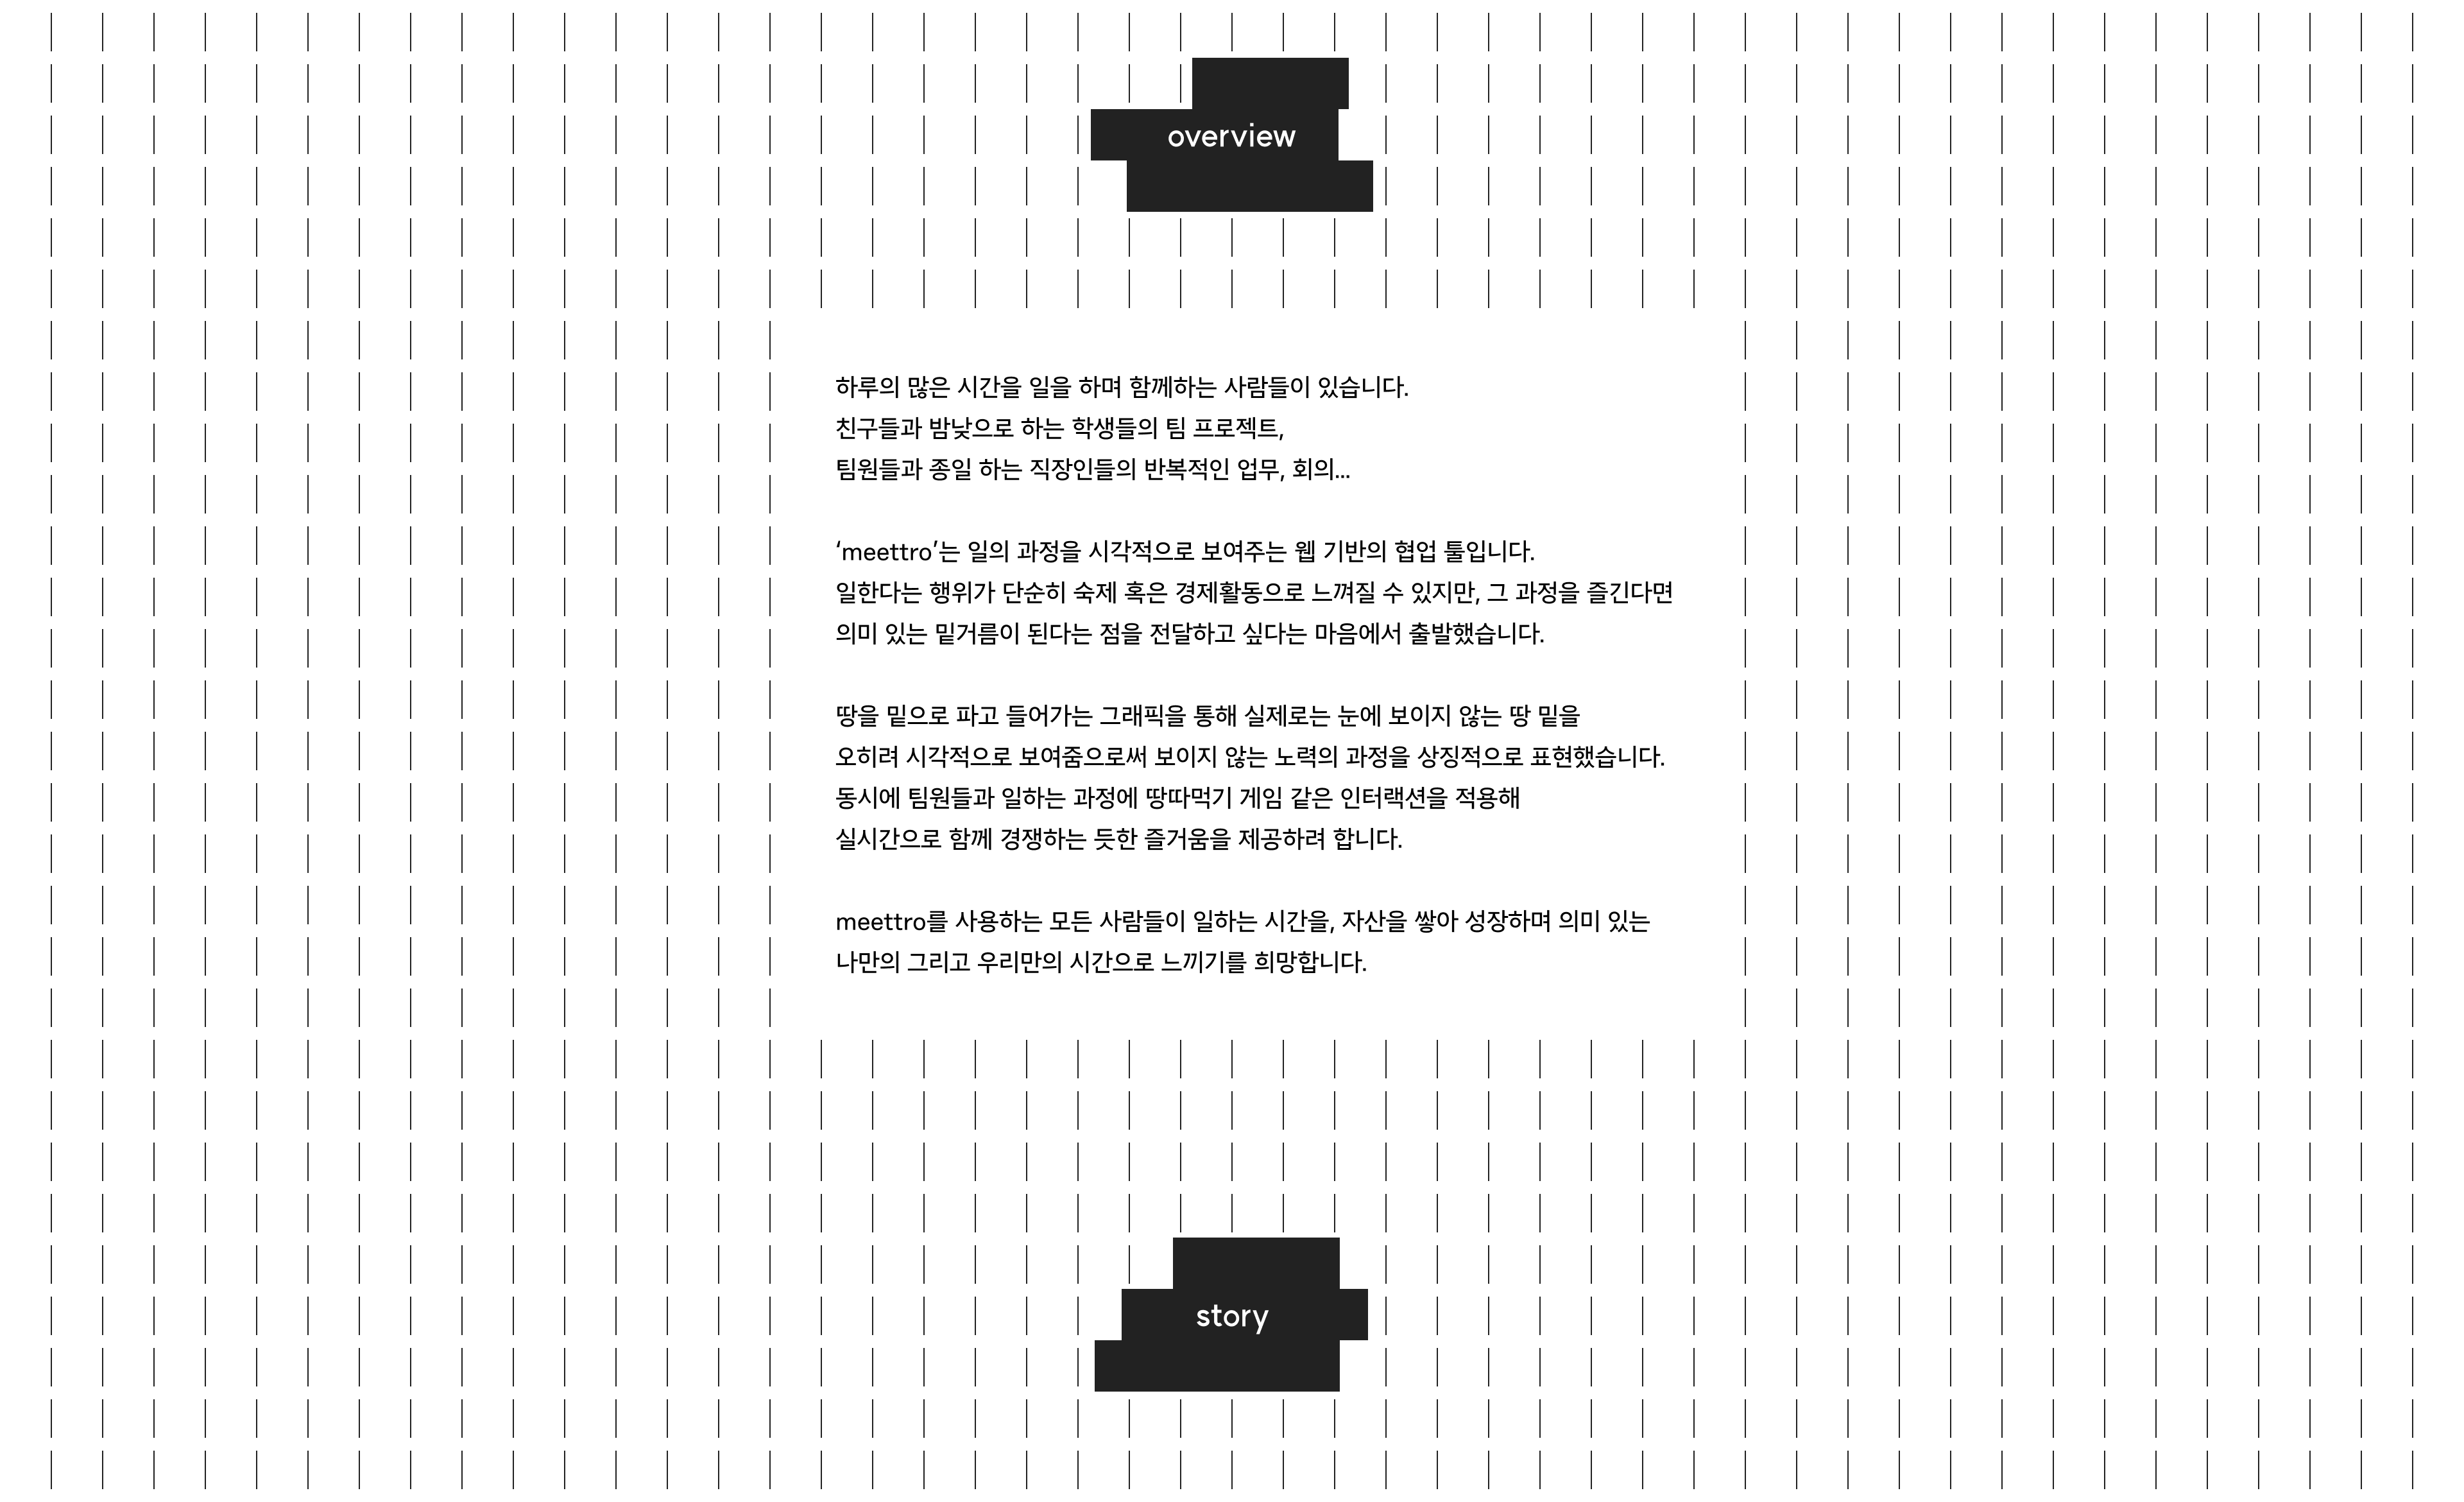 overview
하루의 많은 시간을 일을 하며 함께하는 사람들이 있습니다.
친구들과 밤낮으로 하는 학생들의 팀 프로젝트,
팀원들과 종일 하는 직장인들의 반복적인 업무, 회의...
‘meettro’는 일의 과정을 시각적으로 보여주는 웹 기반의 협업 툴입니다.
일한다는 행위가 단순히 숙제 혹은 경제활동으로 느껴질 수 있지만, 그 과정을 즐긴다면
의미 있는 밑거름이 된다는 점을 전달하고 싶다는 마음에서 출발했습니다.
땅을 밑으로 파고 들어가는 그래픽을 통해 실제로는 눈에 보이지 않는 땅 밑을
오히려 시각적으로 보여줌으로써 보이지 않는 노력의 과정을 상징적으로 표현했습니다.
동시에 팀원들과 일하는 과정에 땅따먹기 게임 같은 인터랙션을 적용해
실시간으로 함께 경쟁하는 듯한 즐거움을 제공하려 합니다.
meettro를 사용하는 모든 사람들이 일하는 시간을, 자산을 쌓아 성장하며 의미 있는
나만의 그리고 우리만의 시간으로 느끼기를 희망합니다.
story